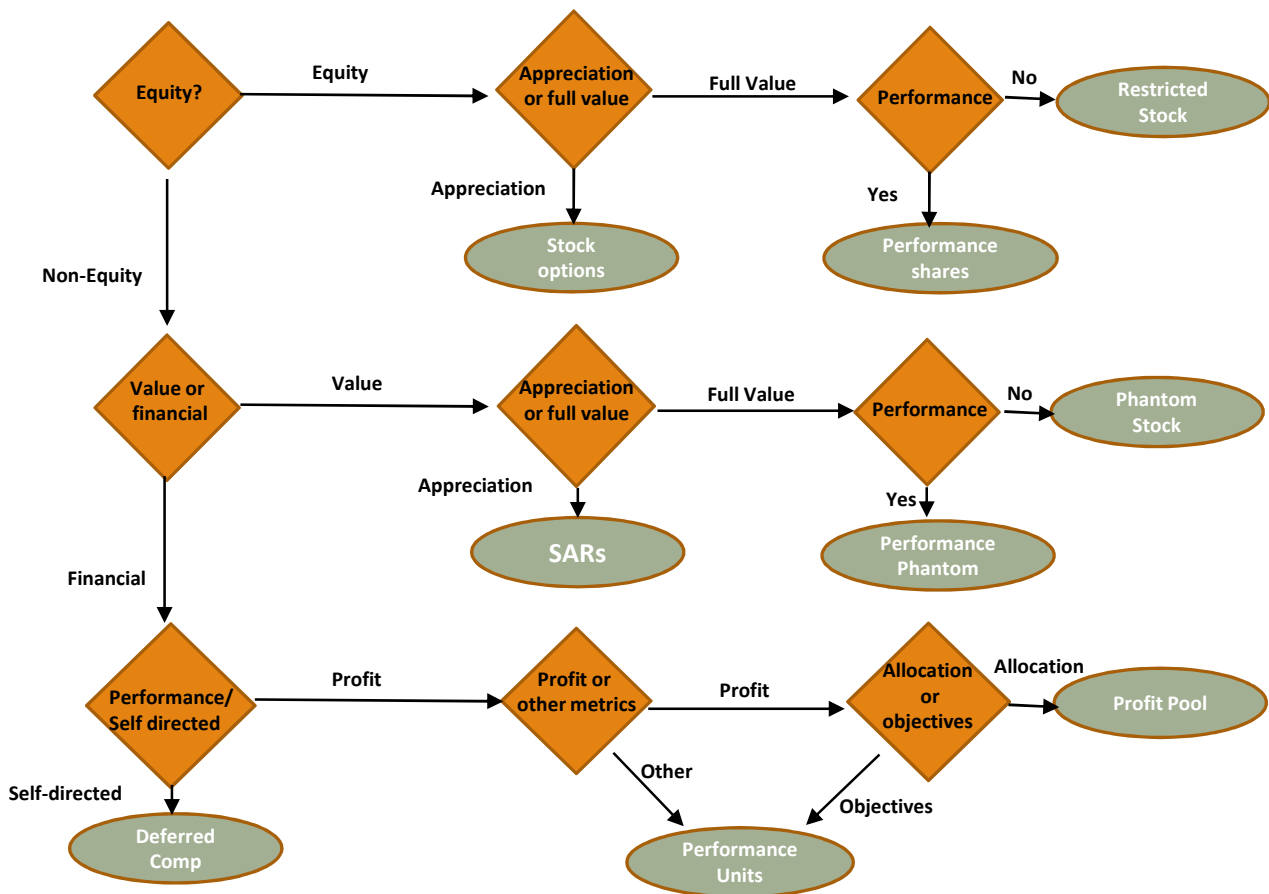 Equity?
Equity
Appreciation
or full value
Full Value
Performance
No
Restricted
Stock
Appreciation
Yes
Stock
options
Performance
shares
Non-Equity
Value or
financial
Value
Appreciation
or full value
Full Value
Performance
No
Phantom
Stock
Appreciation
Yes
SARs
Performance
Phantom
Financial
Performance/
Self directed
Profit
Profit or
other metrics
Profit
Allocation
or
objectives
Allocation
Profit Pool
Self-directed
Other
Objectives
Deferred
Comp
Performance
Units